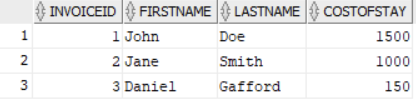 INVOICEID FIRSTNAME LASTNAME COSTOFSTAY
1 1 John Doe 1500
2 2 Jane Smith 1000
3 3 Daniel Gafford 150